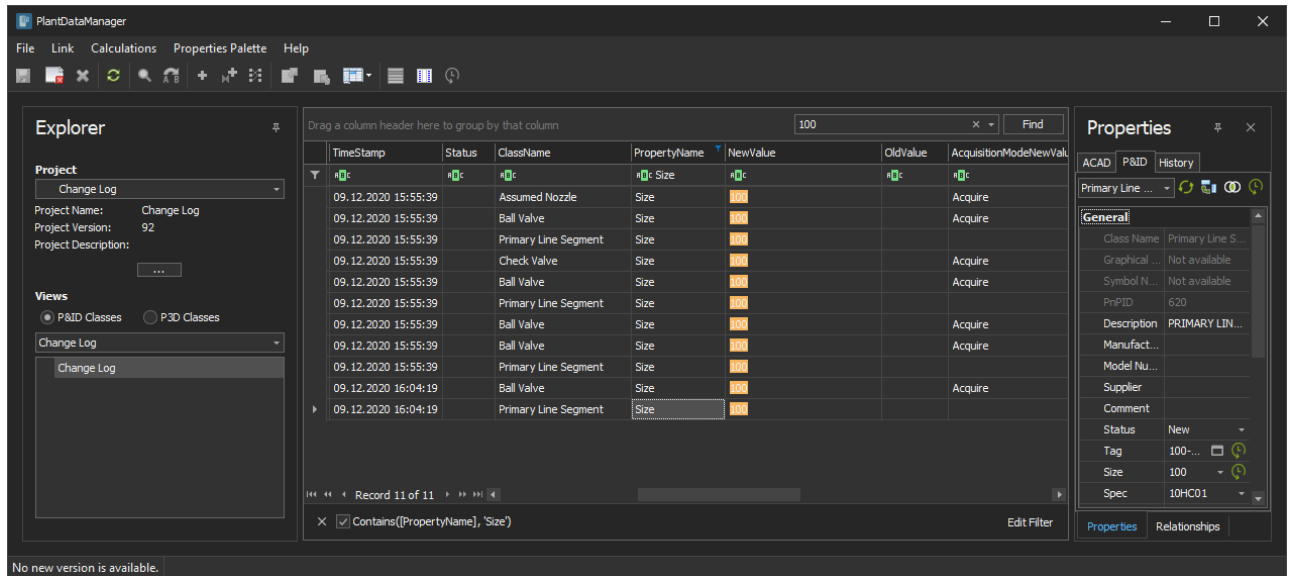 PlantDataManager
File Link Calculations Properties Palette Help
Explorer
Project
Change Log
Project Name: Change Log
Project Version: 92
Project Description:
...
Views
P&ID Classes P3D Classes
Change Log
Change Log
Drag a column header here to group by that column 100 Find
TimeStamp Status ClassName PropertyName NewValue OldValue AcquisitionModeNewValu
Size
09.12.2020 15:55:39 Assumed Nozzle Size 100 Acquire
09.12.2020 15:55:39 Ball Valve Size 100 Acquire
09.12.2020 15:55:39 Primary Line Segment Size 100
09.12.2020 15:55:39 Check Valve Size 100 Acquire
09.12.2020 15:55:39 Ball Valve Size 100 Acquire
09.12.2020 15:55:39 Primary Line Segment Size 100
09.12.2020 15:55:39 Ball Valve Size 100 Acquire
09.12.2020 15:55:39 Ball Valve Size 100 Acquire
09.12.2020 15:55:39 Primary Line Segment Size 100
09.12.2020 16:04:19 Ball Valve Size 100 Acquire
09.12.2020 16:04:19 Primary Line Segment Size 100
Record 11 of 11
Contains([PropertyName], 'Size') Edit Filter
Properties
ACAD P&ID History
Primary Line ...
General
Class Name Primary Line S...
Graphical ... Not available
Symbol N... Not available
PnPID 620
Description PRIMARY LIN...
Manufact...
Model Nu...
Supplier
Comment
Status New
Tag 100-...
Size 100
Spec 10HC01
Properties Relationships
No new version is available.